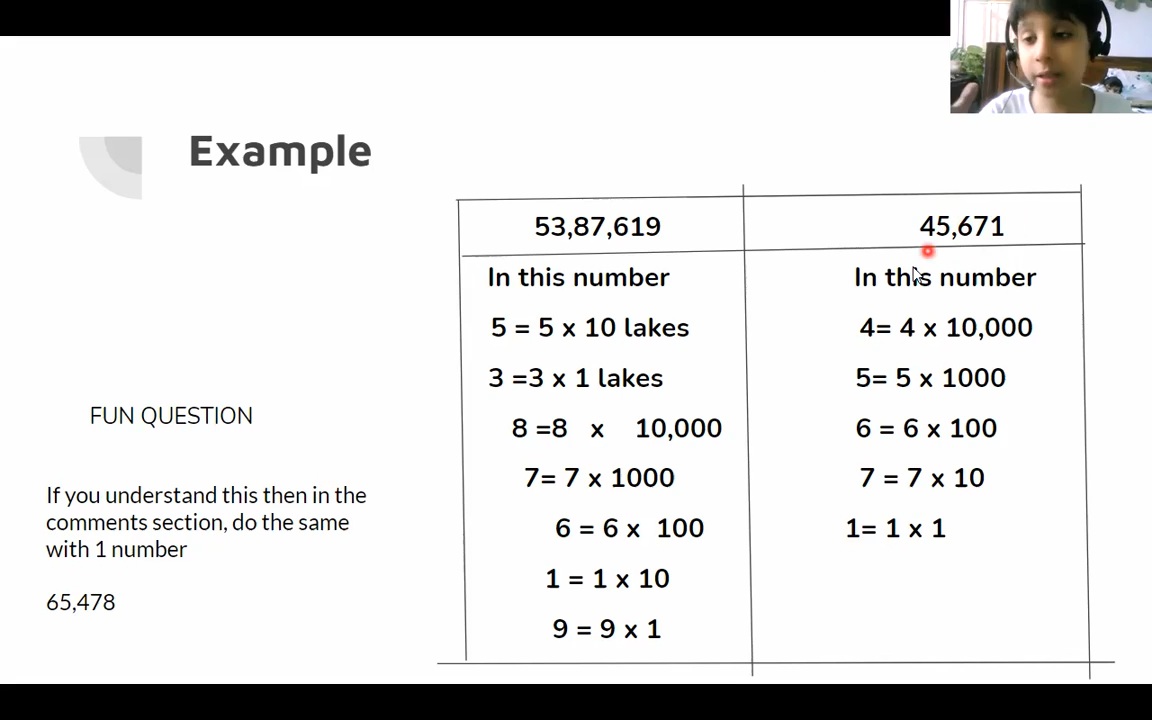 Example
FUN QUESTION
If you understand this then in the
comments section, do the same
with 1 number
65,478
53,87,619
In this number
5 = 5 x 10 lakes
3 =3 x 1 lakes
8 =8 x 10,000
7= 7 x 1000
6 = 6 x 100
1 = 1 x 10
9 = 9 x 1
45,671
In this number
4= 4 x 10,000
5= 5 x 1000
6 = 6 x 100
7 = 7 x 10
1= 1 x 1